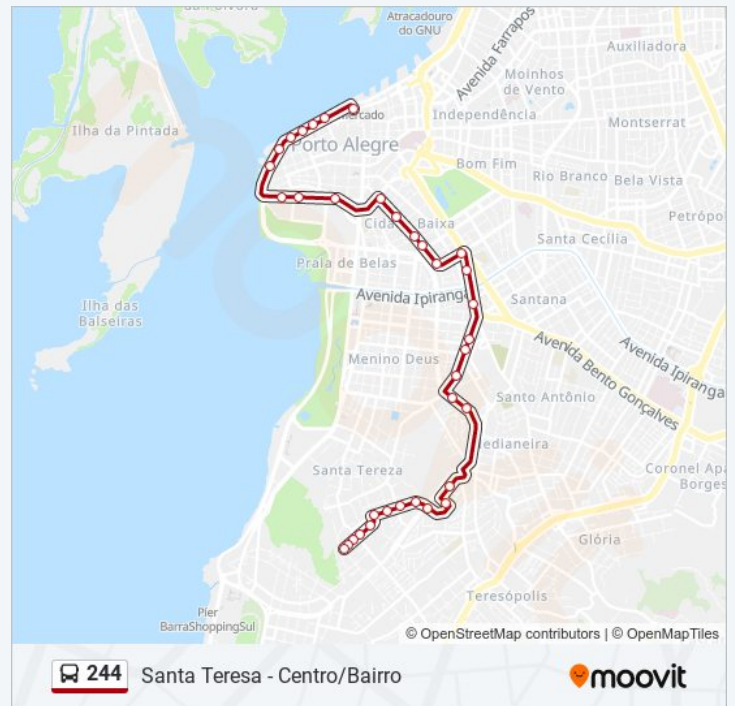 Atracadouro
do GNU
Avenida Farrapos
Auxiliadora
Moinhos
de Vento
Ilha da Pintada
Mercado
Independência
Montserrat
Porto Alegre
Bom Fim
Rio Branco
Bela Vista
Petrópol
Cidade Baixa
Santa Cecília
Praia de Belas
Avenida Ipiranga
Santana
Ilha das
Balseiras
Menino Deus
Avenida Bento Gonçalves
Avenida Ipiranga
Santo Antônio
Medianeira
Santa Tereza
Coronel Apa
Borges
Glória
Teresópolis
Pier
BarraShoppingSul
© OpenStreetMap contributors | © OpenMapTiles
244 Santa Teresa - Centro/Bairro
moovit